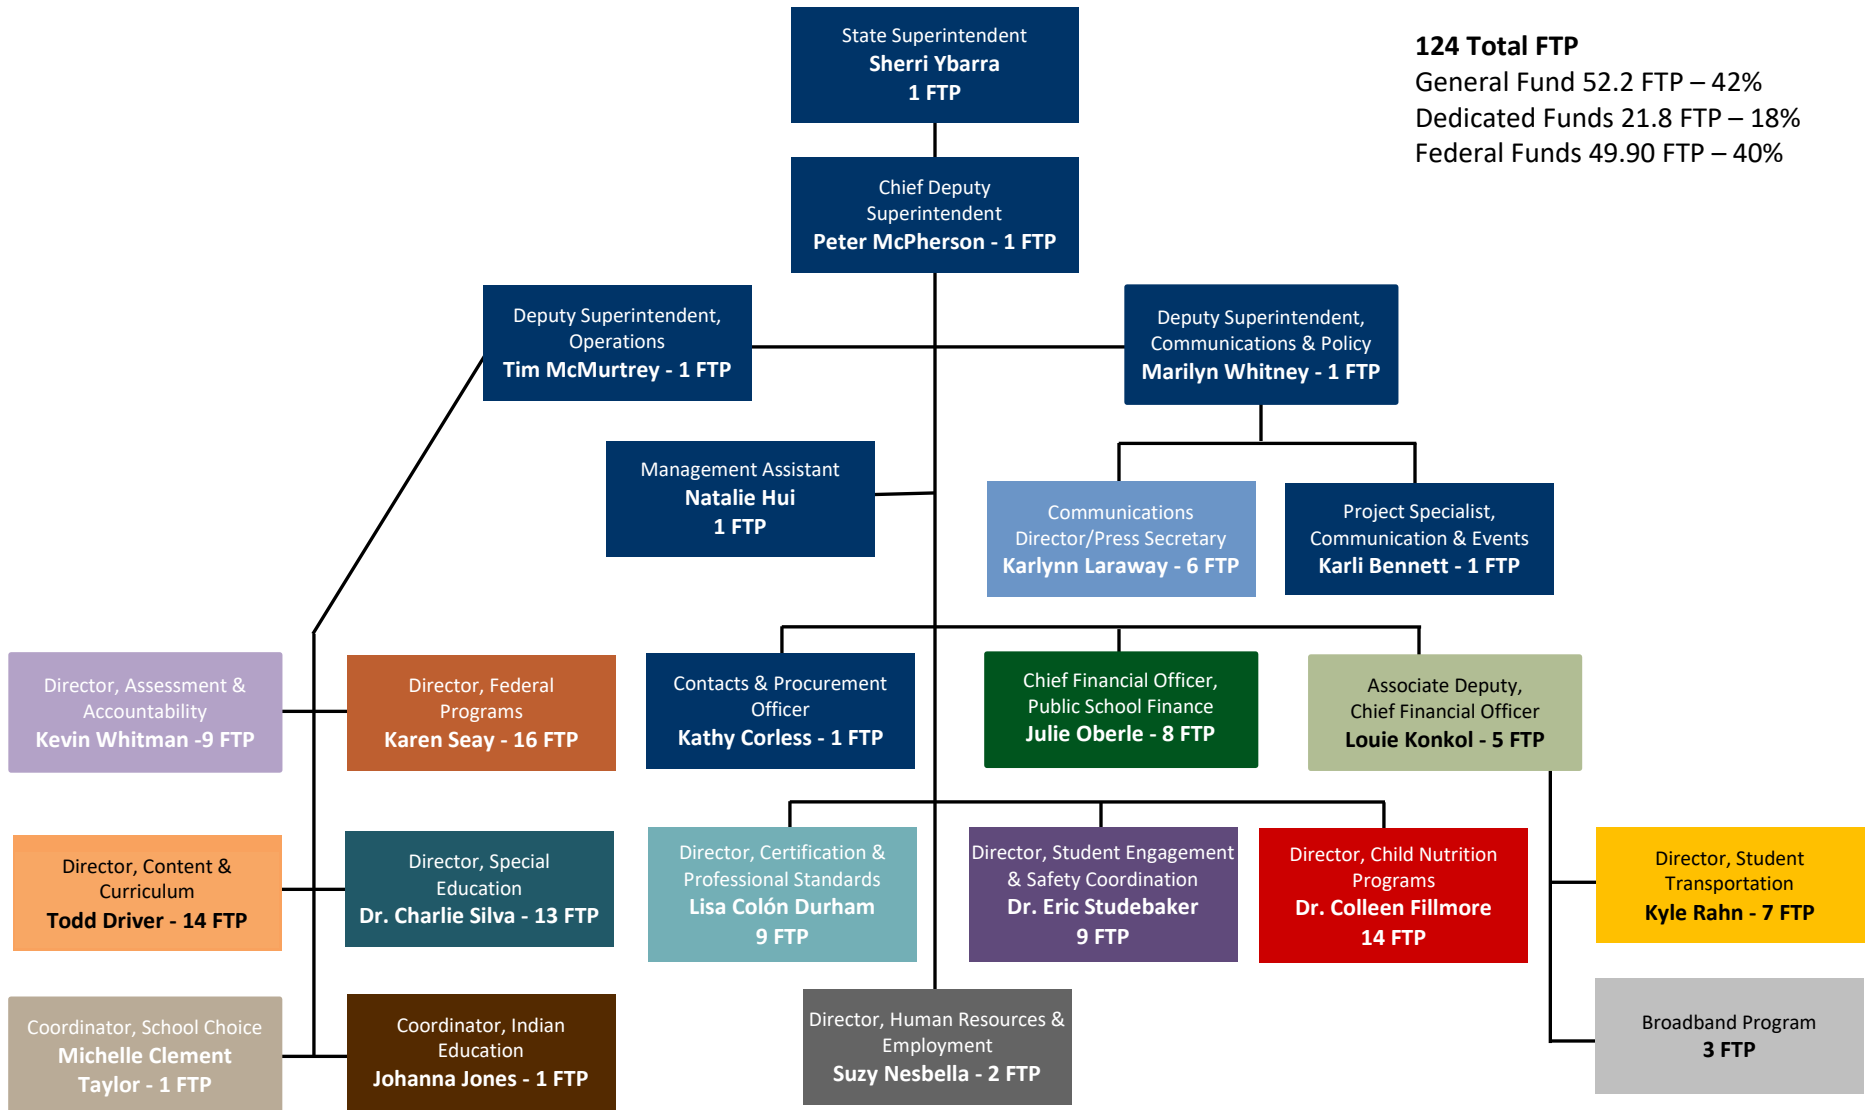 State Superintendent
Sherri Ybarra
1 FTP
124 Total FTP
General Fund 52.2 FTP – 42%
Dedicated Funds 21.8 FTP – 18%
Federal Funds 49.90 FTP – 40%
Chief Deputy
Superintendent
Peter McPherson - 1 FTP
Deputy Superintendent,
Operations
Tim McMurtrey - 1 FTP
Deputy Superintendent,
Communications & Policy
Marilyn Whitney - 1 FTP
Management Assistant
Natalie Hui
1 FTP
Communications
Director/Press Secretary
Karlynn Laraway - 6 FTP
Project Specialist,
Communication & Events
Karli Bennett - 1 FTP
Director, Assessment &
Accountability
Kevin Whitman -9 FTP
Director, Federal
Programs
Karen Seay - 16 FTP
Contacts & Procurement
Officer
Kathy Corless - 1 FTP
Chief Financial Officer,
Public School Finance
Julie Oberle - 8 FTP
Associate Deputy,
Chief Financial Officer
Louie Konkol - 5 FTP
Director, Content &
Curriculum
Todd Driver - 14 FTP
Director, Special
Education
Dr. Charlie Silva - 13 FTP
Director, Certification &
Professional Standards
Lisa Colón Durham
9 FTP
Director, Student Engagement
& Safety Coordination
Dr. Eric Studebaker
9 FTP
Director, Child Nutrition
Programs
Dr. Colleen Fillmore
14 FTP
Director, Student
Transportation
Kyle Rahn - 7 FTP
Coordinator, School Choice
Michelle Clement
Taylor - 1 FTP
Coordinator, Indian
Education
Johanna Jones - 1 FTP
Director, Human Resources &
Employment
Suzy Nesbella - 2 FTP
Broadband Program
3 FTP